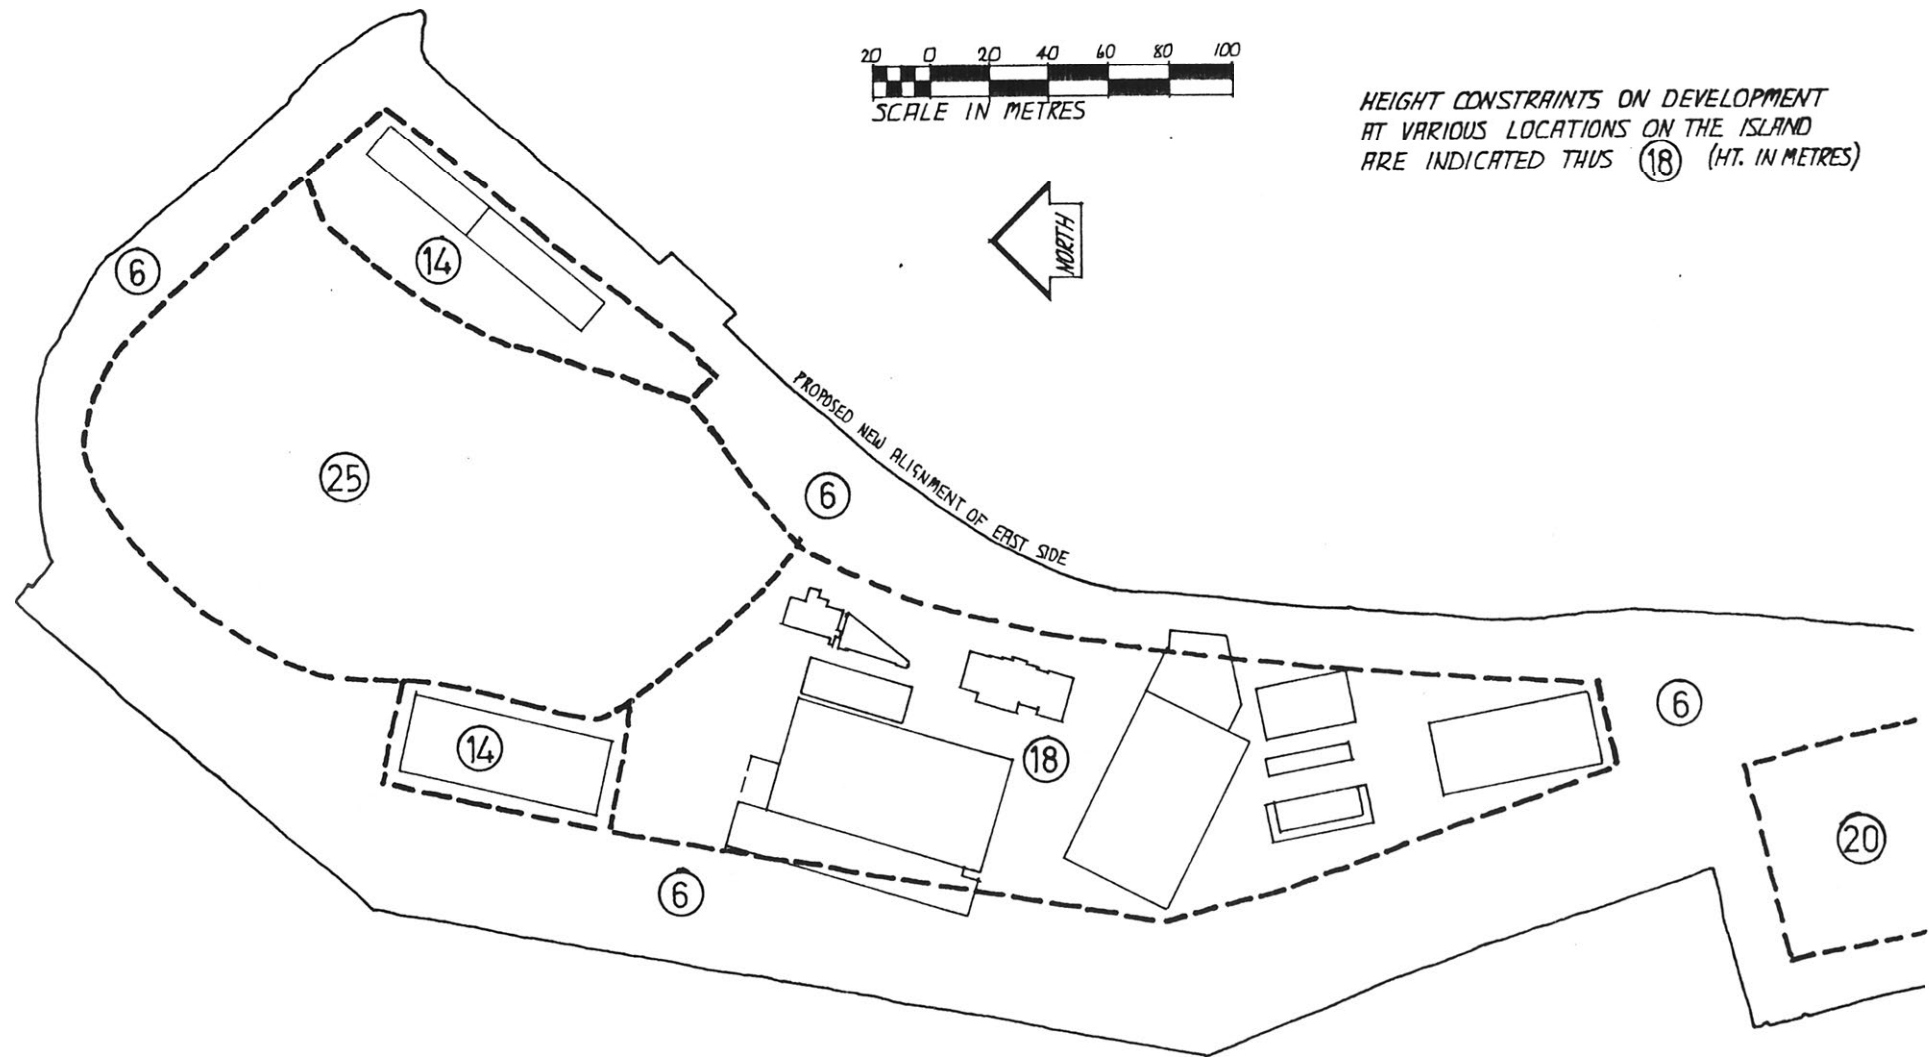 20 0 20 40 60 80 100
SCALE IN METRES
HEIGHT CONSTRAINTS ON DEVELOPMENT
AT VARIOUS LOCATIONS ON THE ISLAND
ARE INDICATED THUS 18 (HT. IN METRES)
NORTH
14
6
PROPOSED NEW ALIGNMENT OF EAST SIDE
25
6
14
18
6
6
20